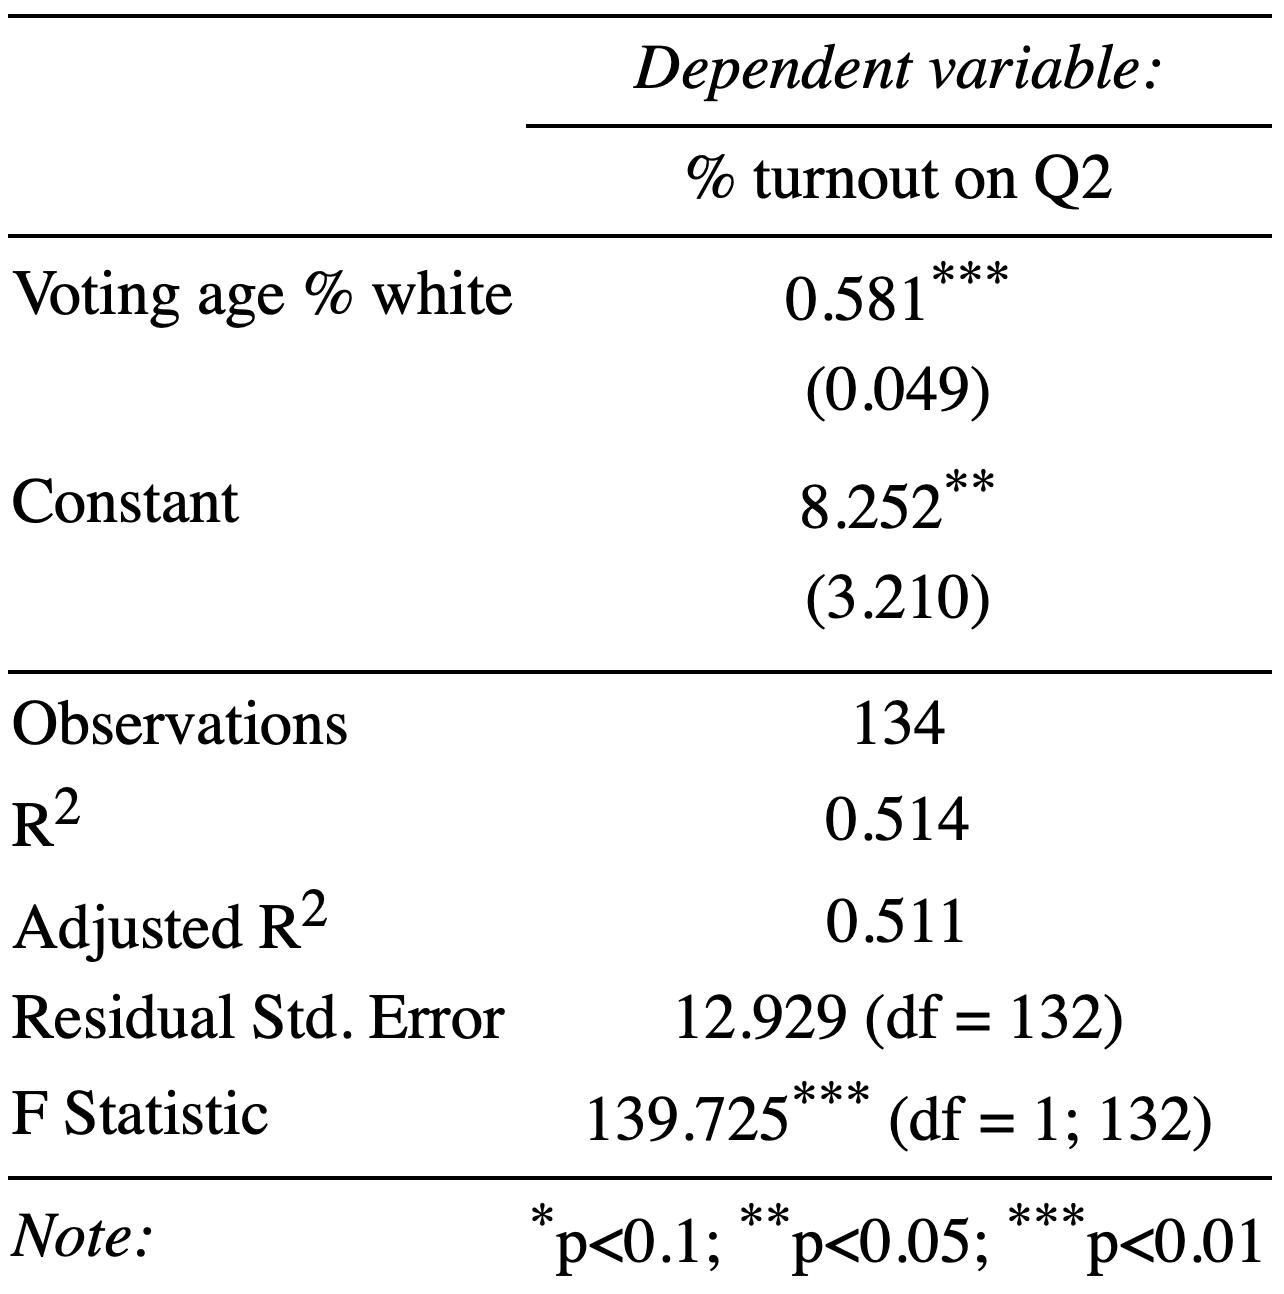 Dependent variable:
% turnout on Q2
Voting age % white 0.581***
(0.049)
Constant 8.252**
(3.210)
Observations 134
R² 0.514
Adjusted R² 0.511
Residual Std. Error 12.929 (df = 132)
F Statistic 139.725*** (df = 1; 132)
Note: *p<0.1; **p<0.05; ***p<0.01